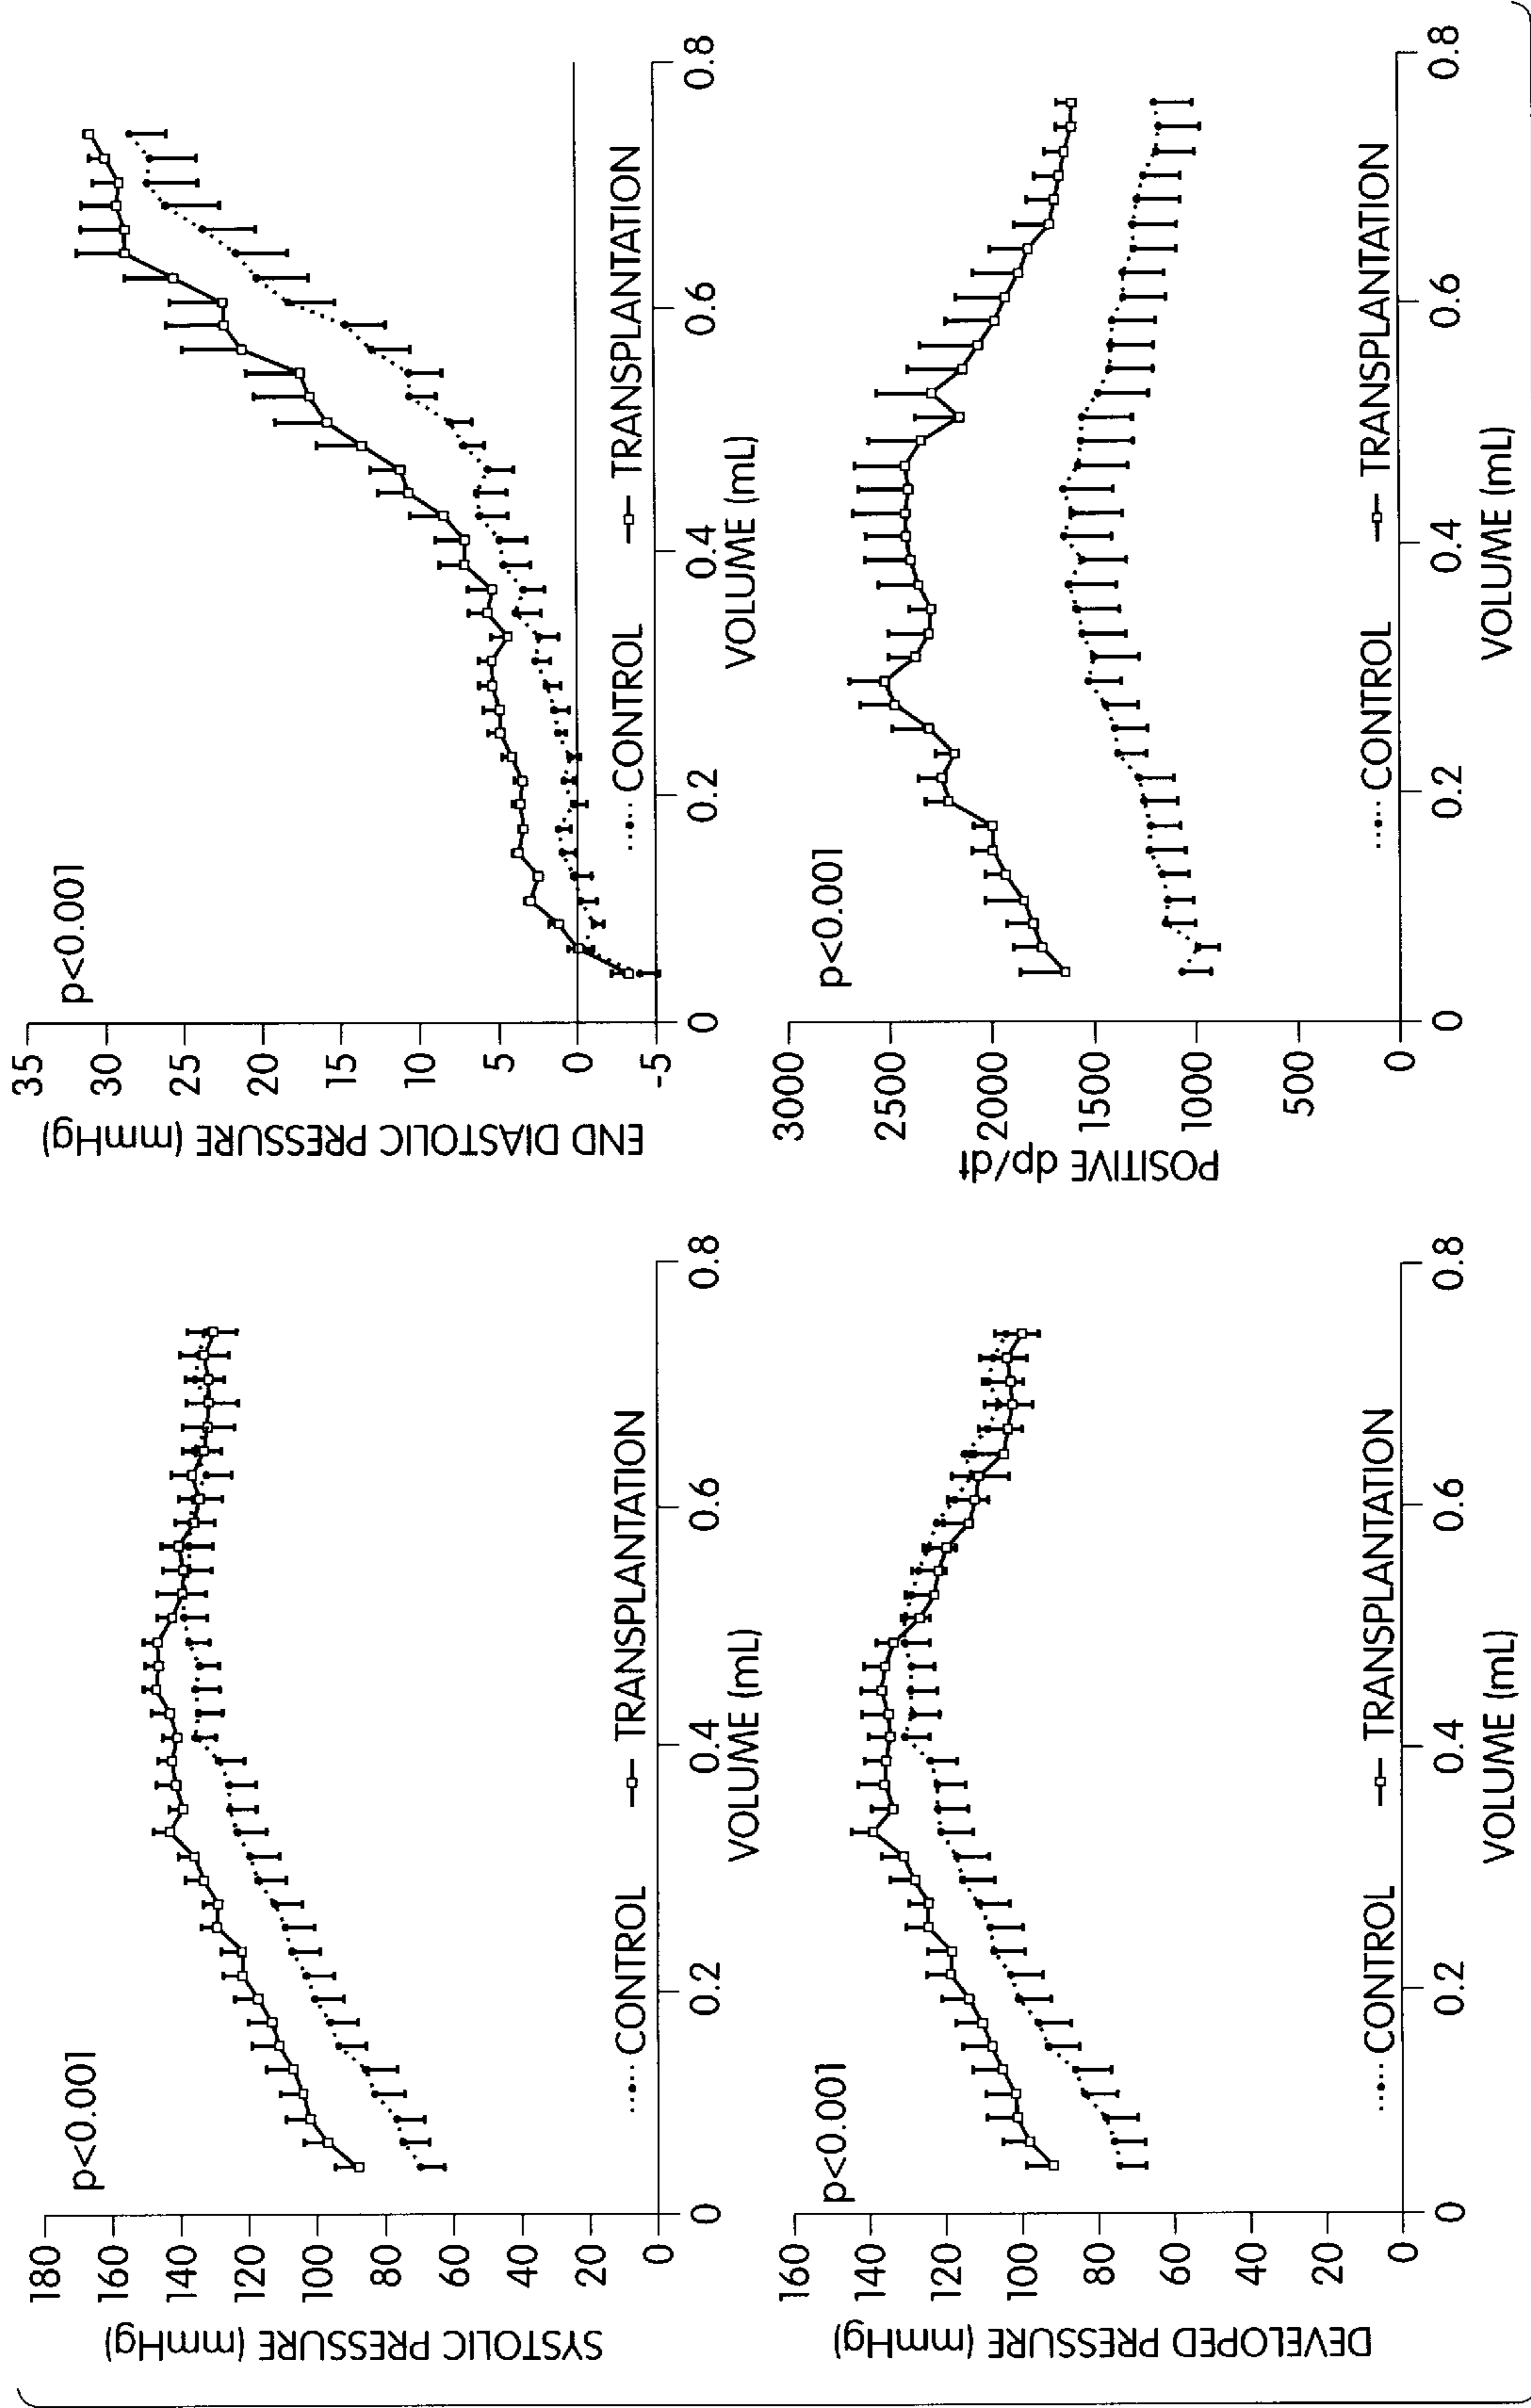 SYSTOLIC PRESSURE (mmHg)
180
160
140
120
100
80
60
40
20
0
p<0.001
CONTROL
TRANSPLANTATION
0
0.2
0.4
0.6
0.8
VOLUME (mL)
END DIASTOLIC PRESSURE (mmHg)
35
30
25
20
15
10
5
0
-5
p<0.001
CONTROL
TRANSPLANTATION
0
0.2
0.4
0.6
0.8
VOLUME (mL)
DEVELOPED PRESSURE (mmHg)
160
140
120
100
80
60
40
20
0
p<0.001
CONTROL
TRANSPLANTATION
0
0.2
0.4
0.6
0.8
VOLUME (mL)
POSITIVE dp/dt
3000
2500
2000
1500
1000
500
0
p<0.001
CONTROL
TRANSPLANTATION
0
0.2
0.4
0.6
0.8
VOLUME (mL)